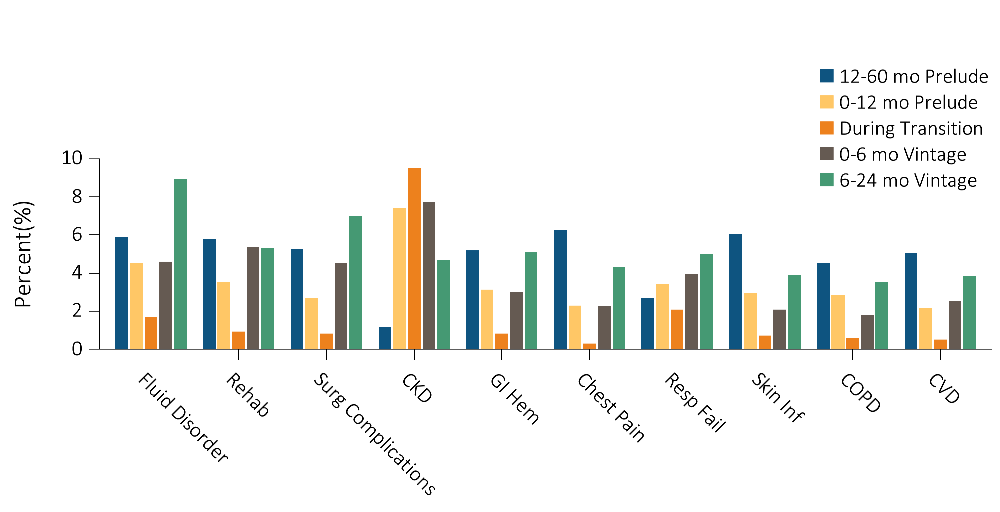 12-60 mo Prelude
0-12 mo Prelude
During Transition
0-6 mo Vintage
6-24 mo Vintage
Percent(%)
10
8
6
4
2
0
Fluid Disorder
Rehab
Surg Complications
CKD
GI Hem
Chest Pain
Resp Fail
Skin Inf
COPD
CVD